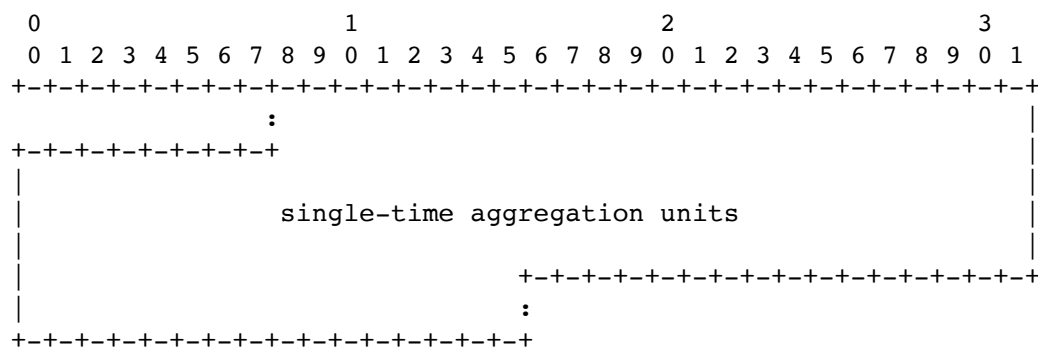 0                   1                   2                   3
 0 1 2 3 4 5 6 7 8 9 0 1 2 3 4 5 6 7 8 9 0 1 2 3 4 5 6 7 8 9 0 1
+-+-+-+-+-+-+-+-+-+-+-+-+-+-+-+-+-+-+-+-+-+-+-+-+-+-+-+-+-+-+-+-+
                :                                               |
+-+-+-+-+-+-+-+-+                                               |
|                                                               |
|                single-time aggregation units                  |
|                                                               |
|                               +-+-+-+-+-+-+-+-+-+-+-+-+-+-+-+-+
|                               :
+-+-+-+-+-+-+-+-+-+-+-+-+-+-+-+-+